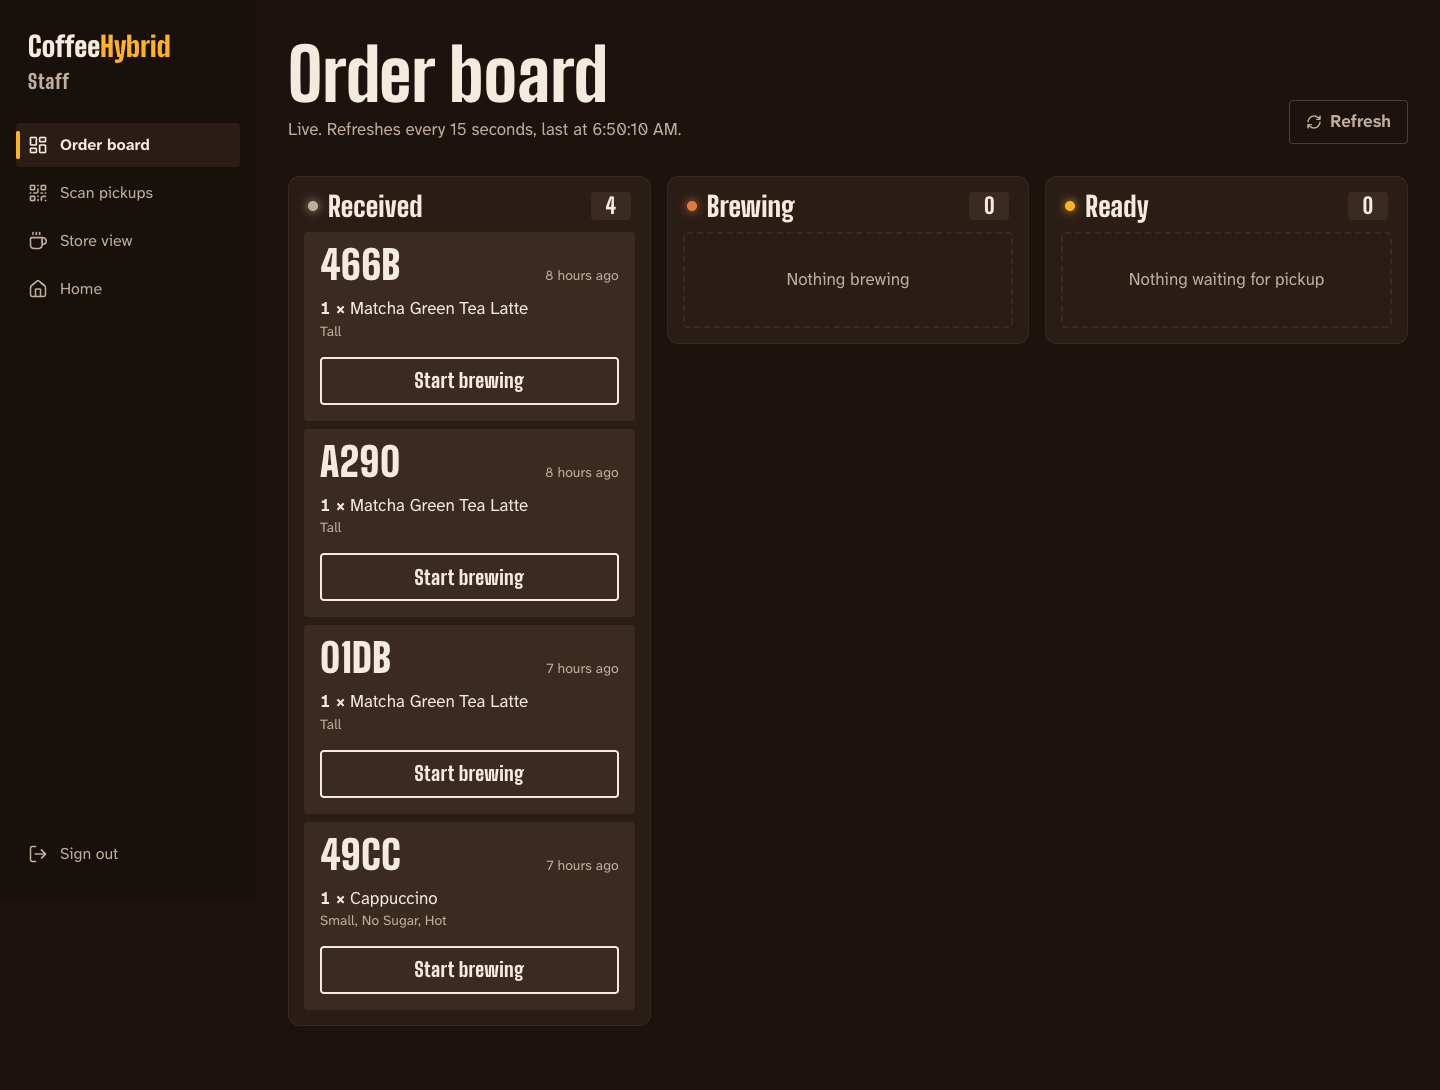 CoffeeHybrid
Staff
Order board
Scan pickups
Store view
Home
Sign out
Order board
Live. Refreshes every 15 seconds, last at 6:50:10 AM.
Refresh
Received 4
466B 8 hours ago
1 × Matcha Green Tea Latte
Tall
Start brewing
A290 8 hours ago
1 × Matcha Green Tea Latte
Tall
Start brewing
01DB 7 hours ago
1 × Matcha Green Tea Latte
Tall
Start brewing
49CC 7 hours ago
1 × Cappuccino
Small, No Sugar, Hot
Start brewing
Brewing 0
Nothing brewing
Ready 0
Nothing waiting for pickup